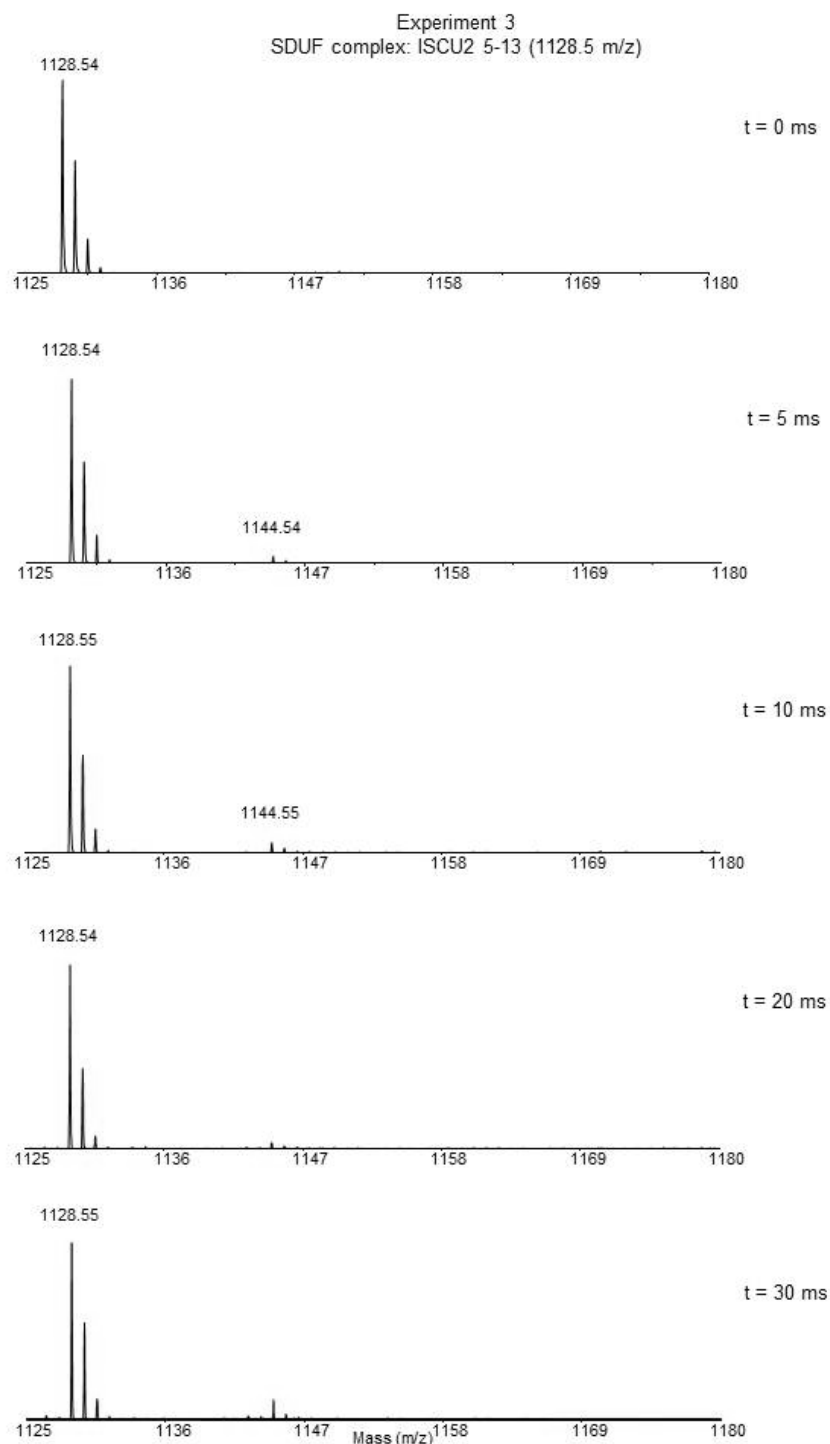 Experiment 3
SDUF complex: ISCU2 5-13 (1128.5 m/z)
1128.54
t = 0 ms
1125 1136 1147 1158 1169 1180
1128.54
t = 5 ms
1144.54
1125 1136 1147 1158 1169 1180
1128.55
t = 10 ms
1144.55
1125 1136 1147 1158 1169 1180
1128.54
t = 20 ms
1125 1136 1147 1158 1169 1180
1128.55
t = 30 ms
1125 1136 1147 1158 1169 1180
Mass (m/z)